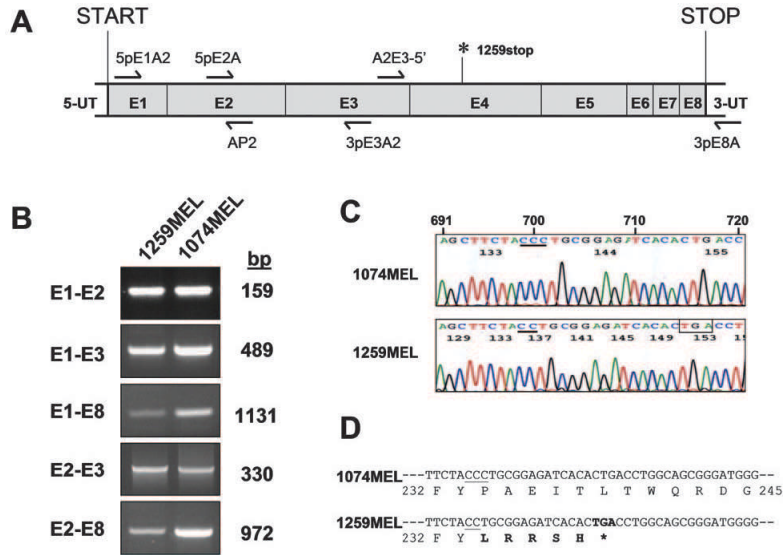 A
START
STOP
5pE1A2 5pE2A A2E3-5' * 1259stop
5-UT E1 E2 E3 E4 E5 E6 E7 E8 3-UT
AP2 3pE3A2 3pE8A
B
1259MEL
1074MEL
bp
E1-E2 159
E1-E3 489
E1-E8 1131
E2-E3 330
E2-E8 972
C
691 700 710 720
AGCTTCTACCCTGCGGAGATCACACTGACC
133 144 155
1074MEL
AGCTTCTACCTGCGGAGATCACACTGACCT
129 133 137 141 145 149 153
1259MEL
D
1074MEL ---TTCTACCCTGCGGAGATCACACTGACCTGGCAGCGGGATGGG---
232 F Y P A E I T L T W Q R D G 245
1259MEL ---TTCTACCTGCGGAGATCACACTGACCTGGCAGCGGGATGGGG---
232 F Y L R R S H *